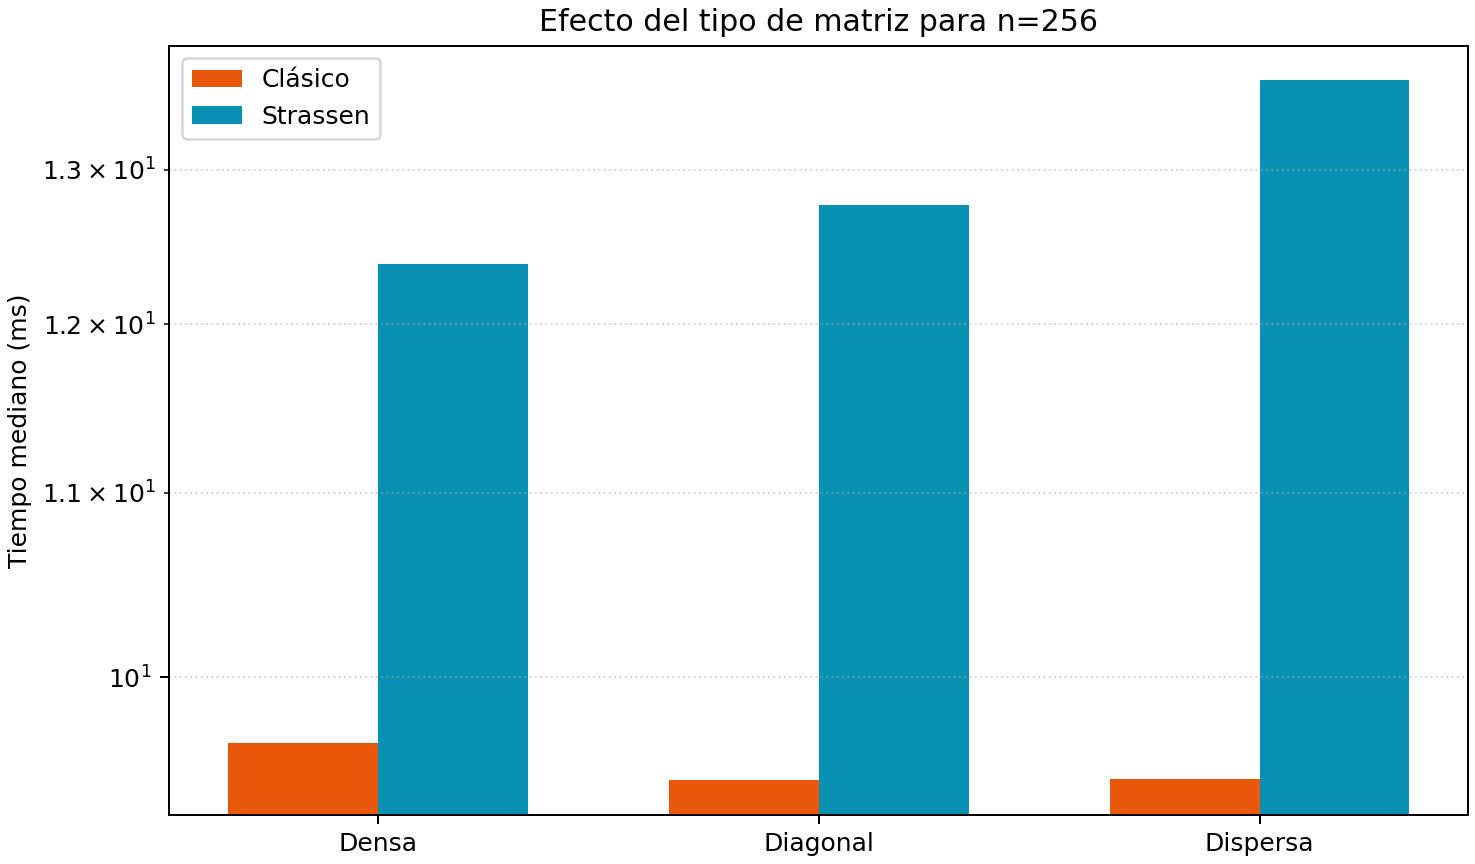 Efecto del tipo de matriz para n=256
Clásico
Strassen
1.3 × 10¹
1.2 × 10¹
1.1 × 10¹
10¹
Tiempo mediano (ms)
Densa
Diagonal
Dispersa